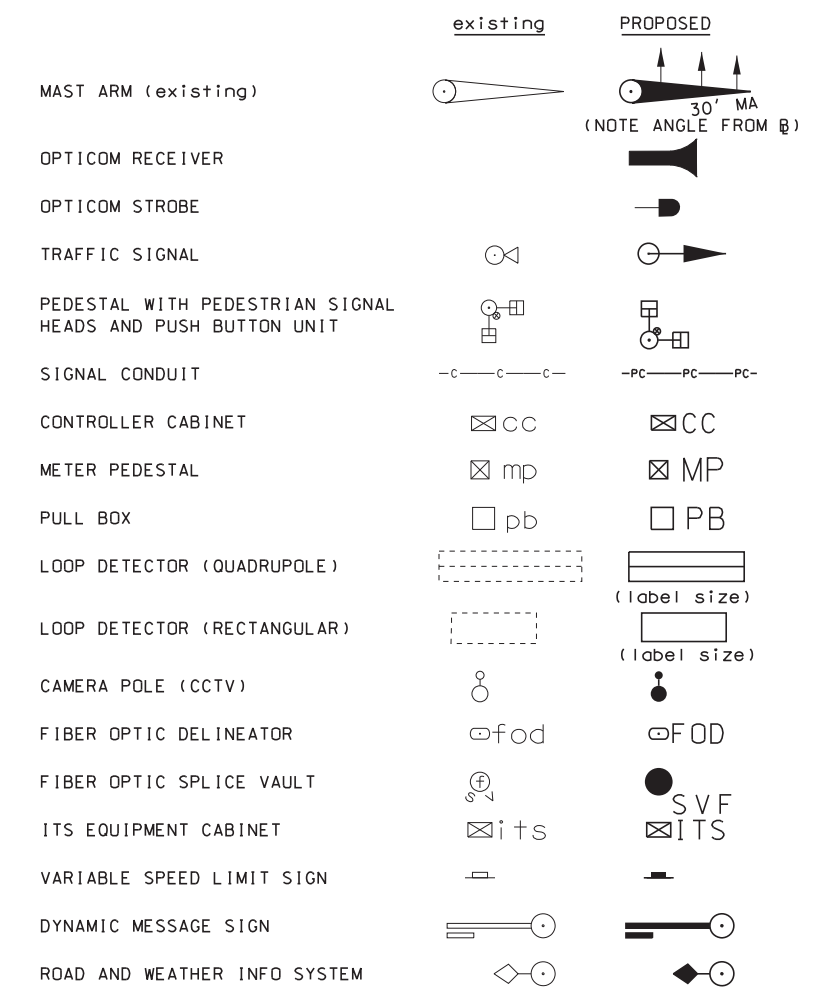 existing PROPOSED
MAST ARM (existing)
30' MA
(NOTE ANGLE FROM BL)
OPTICOM RECEIVER
OPTICOM STROBE
TRAFFIC SIGNAL
PEDESTAL WITH PEDESTRIAN SIGNAL
HEADS AND PUSH BUTTON UNIT
SIGNAL CONDUIT C C C PC PC PC
CONTROLLER CABINET cc CC
METER PEDESTAL mp MP
PULL BOX pb PB
LOOP DETECTOR (QUADRUPOLE)
(label size)
LOOP DETECTOR (RECTANGULAR)
(label size)
CAMERA POLE (CCTV)
FIBER OPTIC DELINEATOR fod FOD
FIBER OPTIC SPLICE VAULT f
S V SVF
ITS EQUIPMENT CABINET its ITS
VARIABLE SPEED LIMIT SIGN
DYNAMIC MESSAGE SIGN
ROAD AND WEATHER INFO SYSTEM